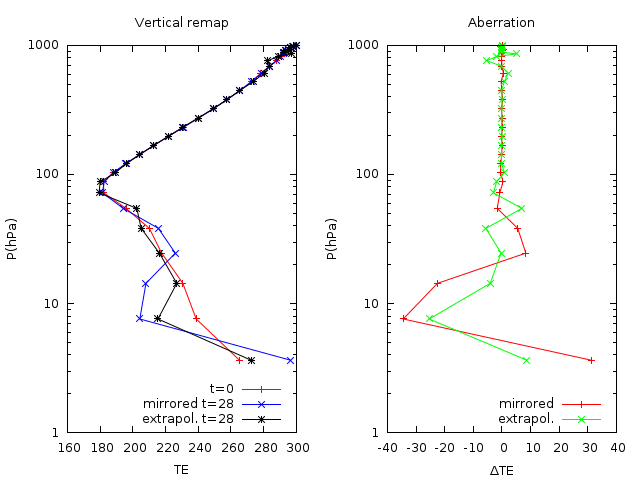 Vertical remap
1000
100
10
1
P(hPa)
160 180 200 220 240 260 280 300
TE
t=0
mirrored t=28
extrapol. t=28
Aberration
1000
100
10
1
P(hPa)
-40 -30 -20 -10 0 10 20 30 40
ΔTE
mirrored
extrapol.